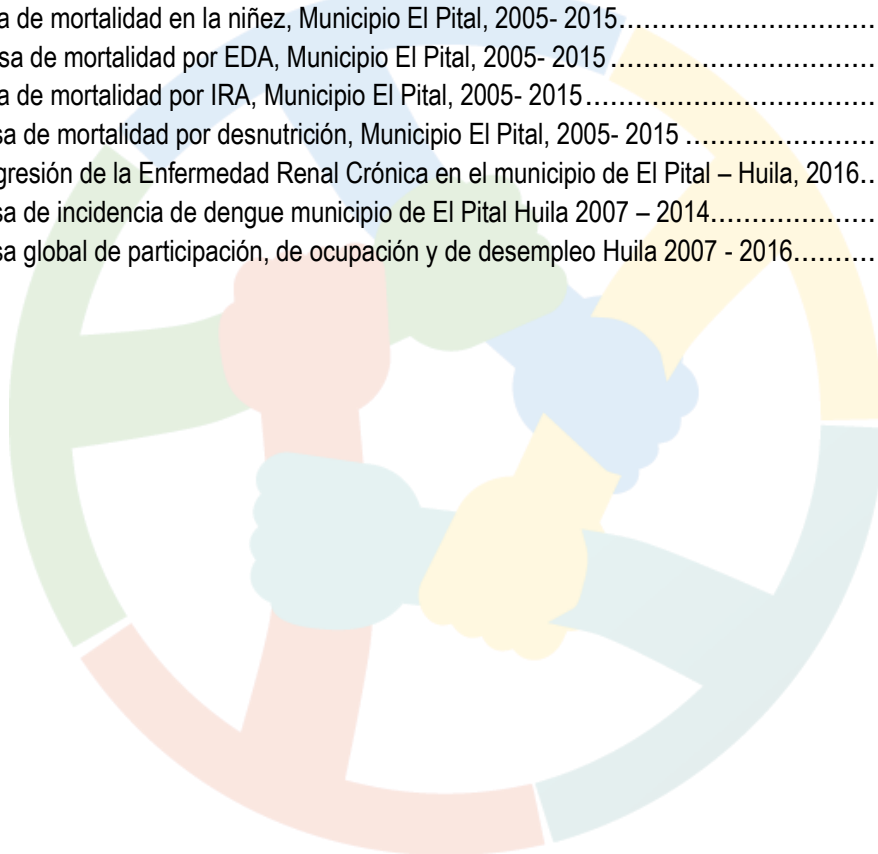 a de mortalidad en la niñez, Municipio El Pital, 2005- 2015.................................
sa de mortalidad por EDA, Municipio El Pital, 2005- 2015 .................................
a de mortalidad por IRA, Municipio El Pital, 2005- 2015 ....................................
sa de mortalidad por desnutrición, Municipio El Pital, 2005- 2015 .......................
gresión de la Enfermedad Renal Crónica en el municipio de El Pital – Huila, 2016..
sa de incidencia de dengue municipio de El Pital Huila 2007 – 2014....................
sa global de participación, de ocupación y de desempleo Huila 2007 - 2016..........